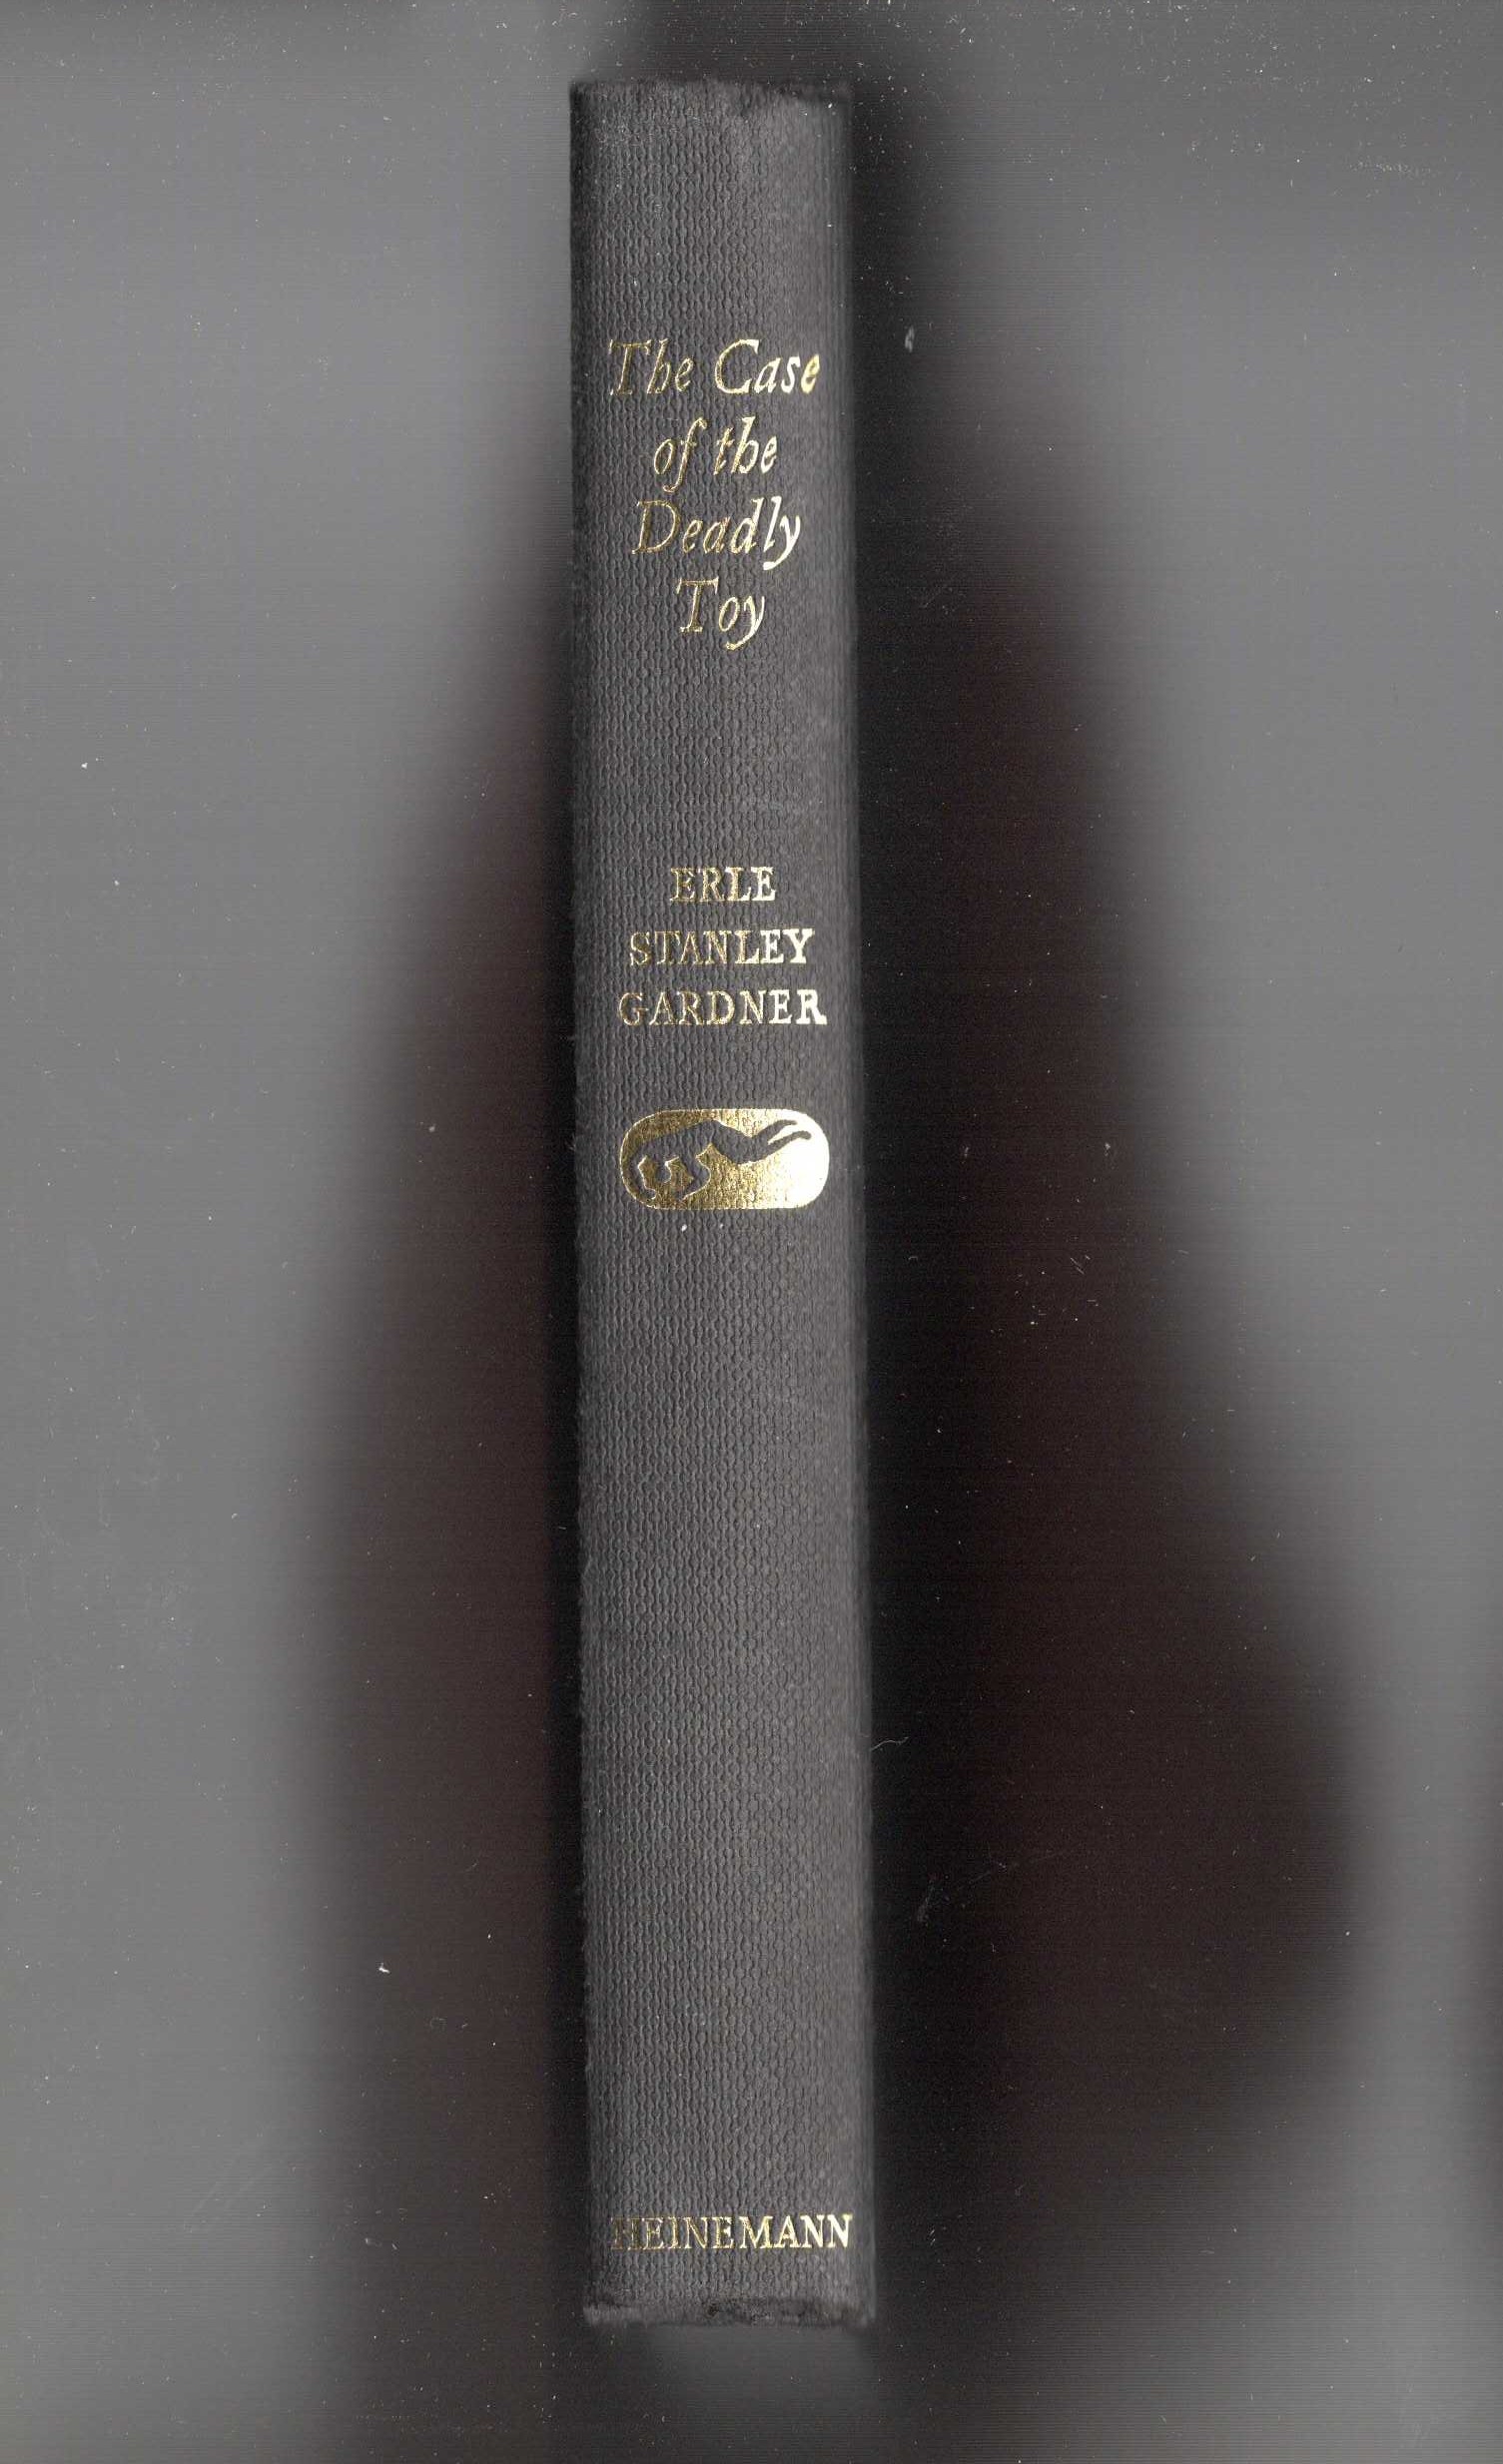 The Case
of the
Deadly
Toy
ERLE
STANLEY
GARDNER
HEINEMANN